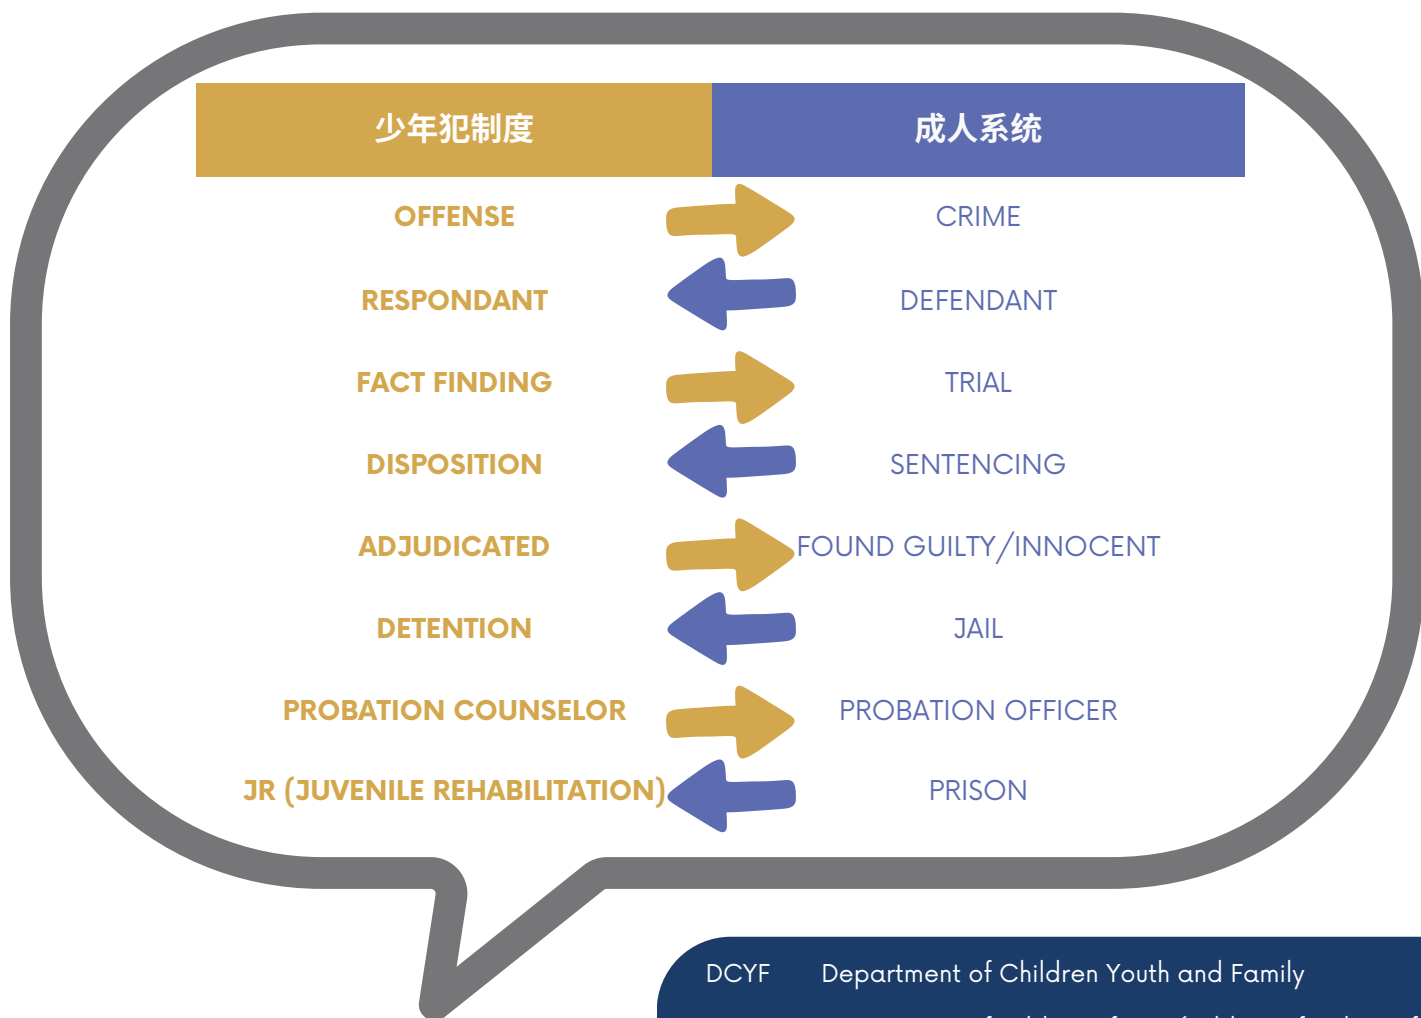 少年犯制度 成人系统
OFFENSE CRIME
RESPONDANT DEFENDANT
FACT FINDING TRIAL
DISPOSITION SENTENCING
ADJUDICATED FOUND GUILTY/INNOCENT
DETENTION JAIL
PROBATION COUNSELOR PROBATION OFFICER
JR (JUVENILE REHABILITATION) PRISON
DCYF Department of Children Youth and Family